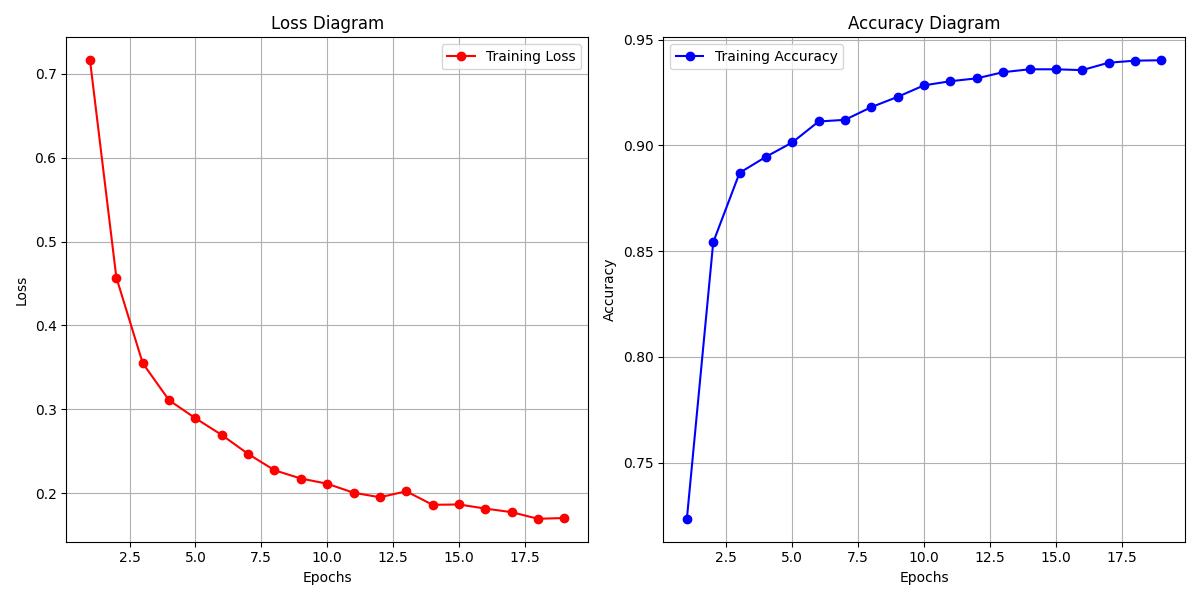 Loss Diagram
Training Loss
0.7
0.6
0.5
0.4
0.3
0.2
Loss
2.5 5.0 7.5 10.0 12.5 15.0 17.5
Epochs
Accuracy Diagram
Training Accuracy
0.95
0.90
0.85
0.80
0.75
Accuracy
2.5 5.0 7.5 10.0 12.5 15.0 17.5
Epochs